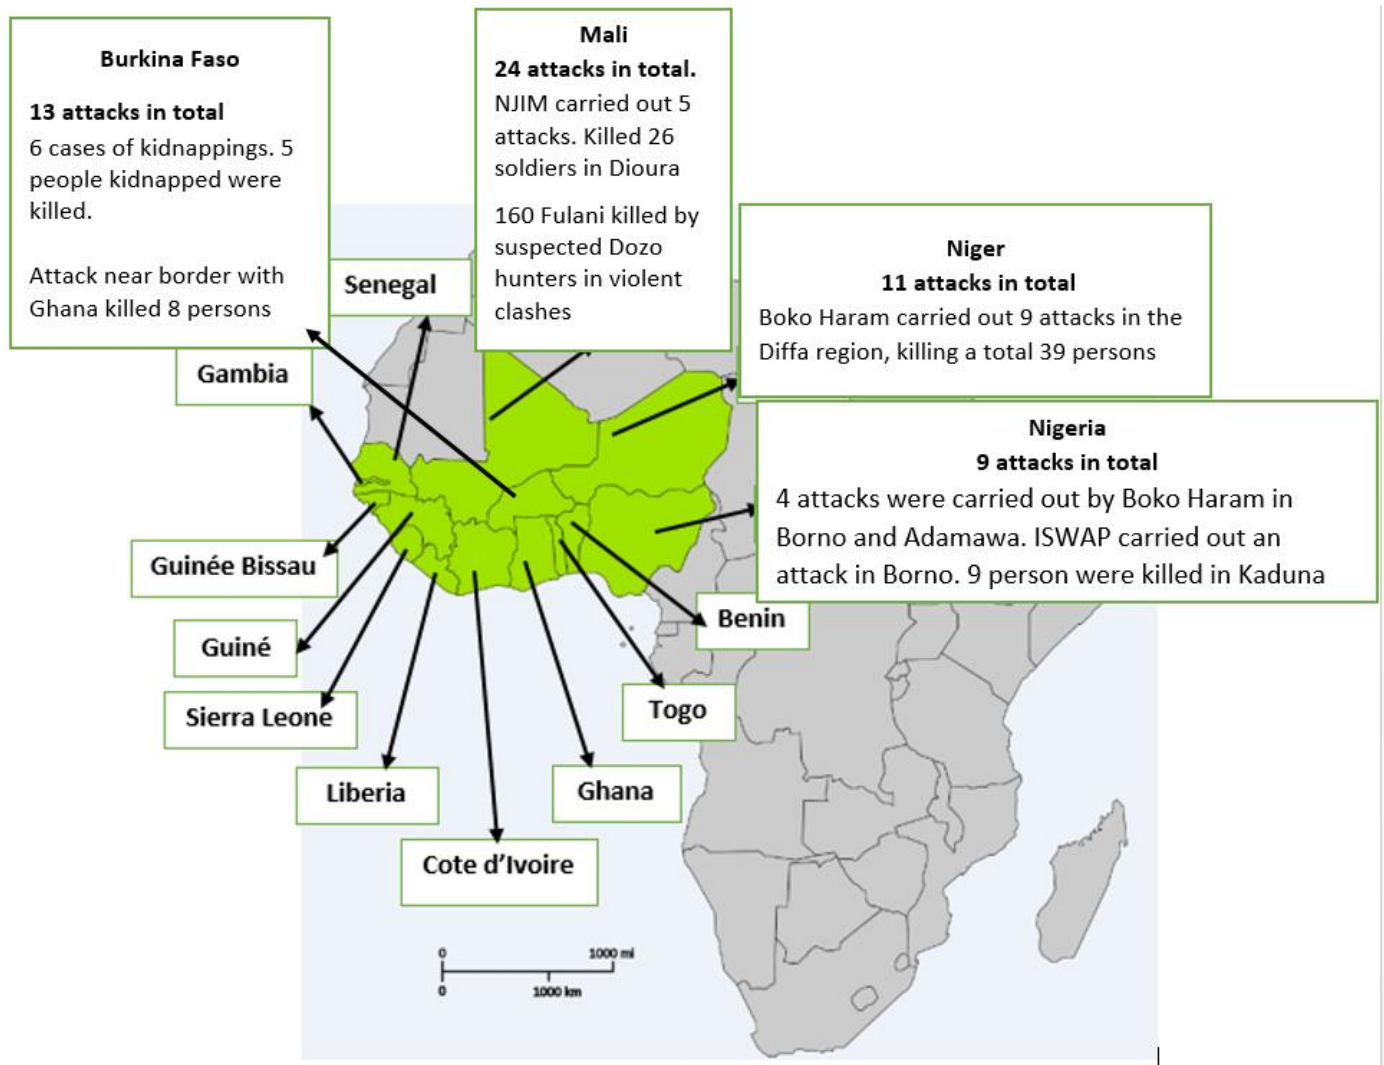 Burkina Faso
13 attacks in total
6 cases of kidnappings. 5
people kidnapped were
killed.
Attack near border with
Ghana killed 8 persons
Mali
24 attacks in total.
NJIM carried out 5
attacks. Killed 26
soldiers in Dioura
160 Fulani killed by
suspected Dozo
hunters in violent
clashes
Niger
11 attacks in total
Boko Haram carried out 9 attacks in the
Diffa region, killing a total 39 persons
Nigeria
9 attacks in total
4 attacks were carried out by Boko Haram in
Borno and Adamawa. ISWAP carried out an
attack in Borno. 9 person were killed in Kaduna
Senegal
Gambia
Guinée Bissau
Guiné
Sierra Leone
Liberia
Cote d’Ivoire
Ghana
Togo
Benin
0 1000 mi
0 1000 km